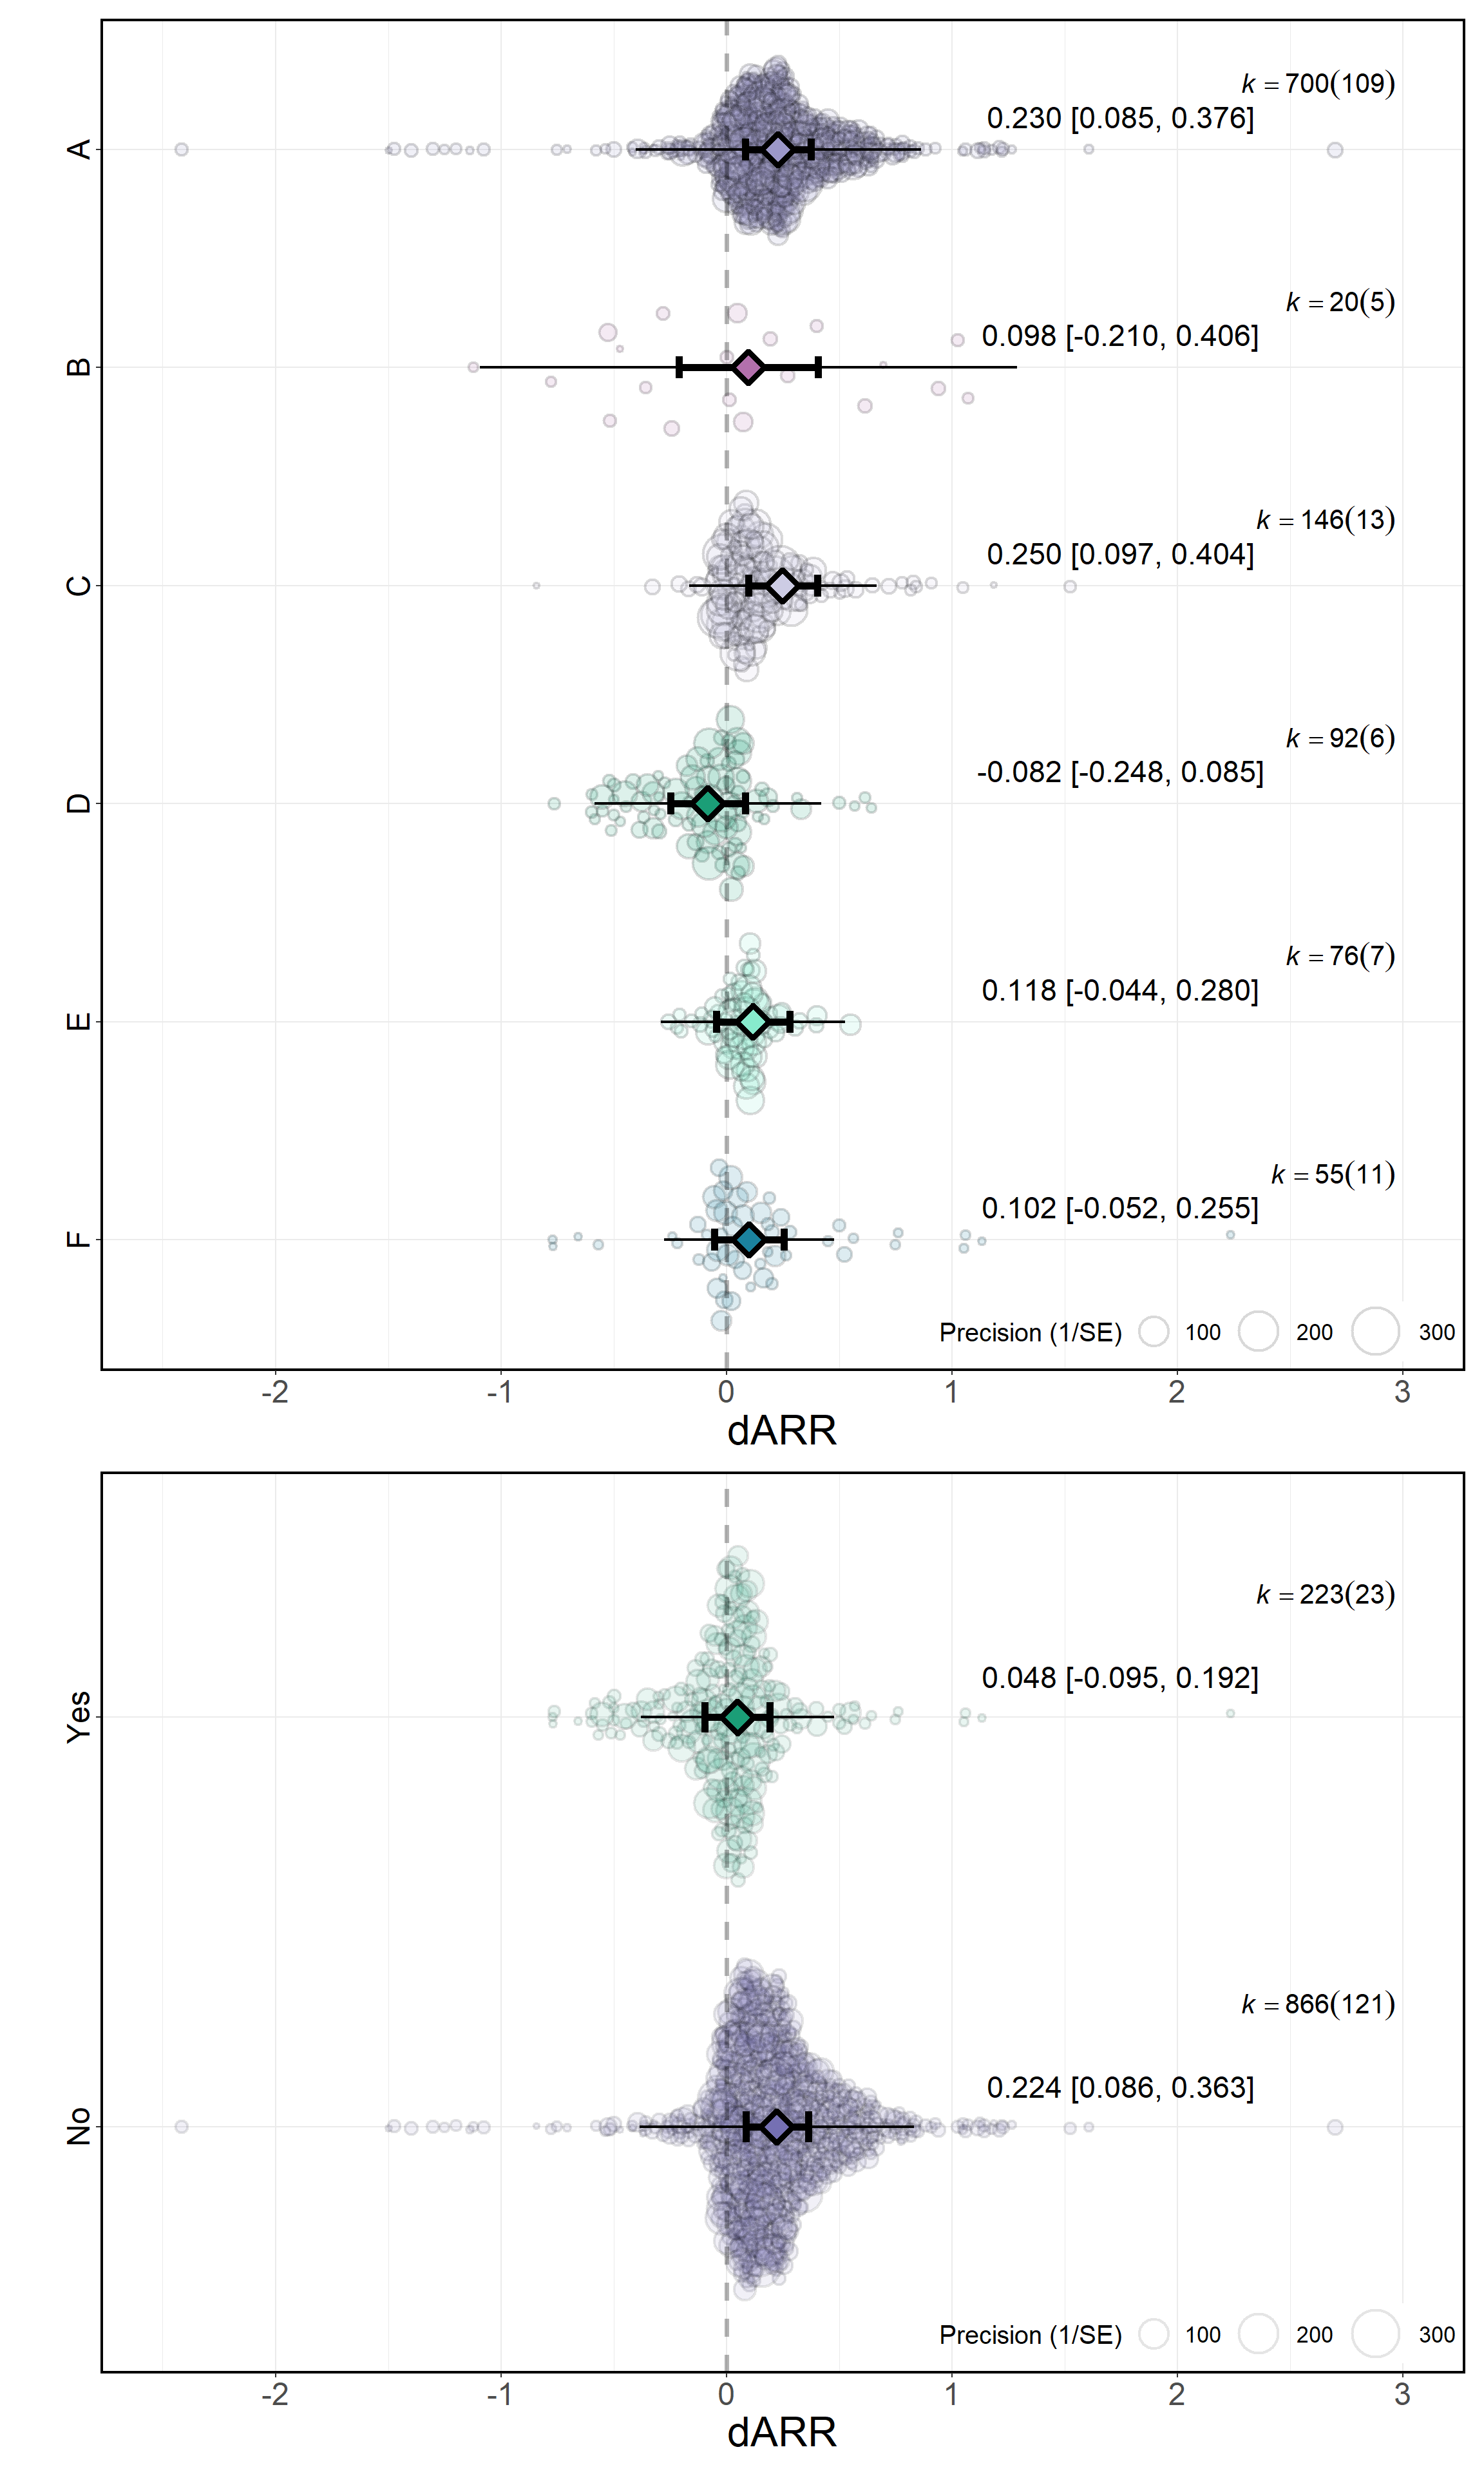 A
k = 700(109)
0.230 [0.085, 0.376]
B
k = 20(5)
0.098 [-0.210, 0.406]
C
k = 146(13)
0.250 [0.097, 0.404]
D
k = 92(6)
-0.082 [-0.248, 0.085]
E
k = 76(7)
0.118 [-0.044, 0.280]
F
k = 55(11)
0.102 [-0.052, 0.255]
Precision (1/SE) 100 200 300
-2 -1 0 1 2 3
dARR
Yes
k = 223(23)
0.048 [-0.095, 0.192]
No
k = 866(121)
0.224 [0.086, 0.363]
Precision (1/SE) 100 200 300
-2 -1 0 1 2 3
dARR